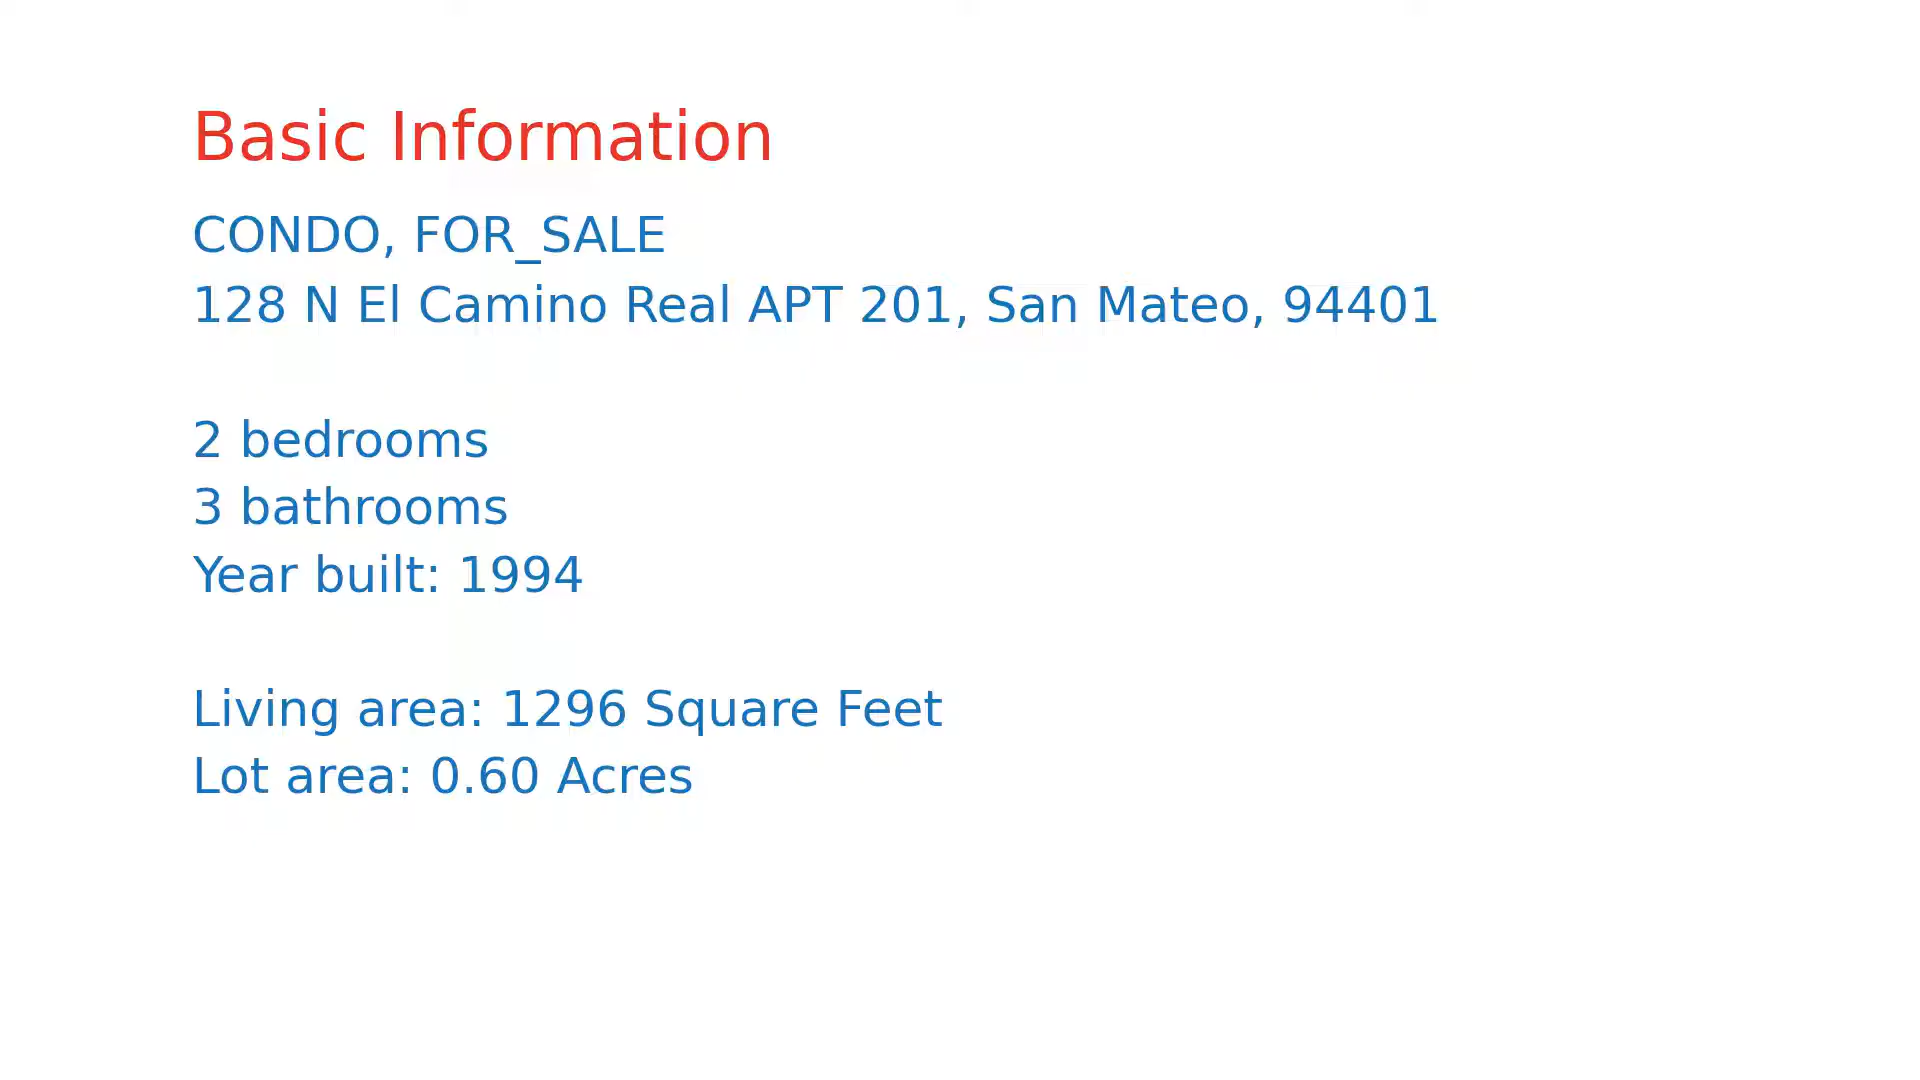 Basic Information
CONDO, FOR_SALE
128 N El Camino Real APT 201, San Mateo, 94401
2 bedrooms
3 bathrooms
Year built: 1994
Living area: 1296 Square Feet
Lot area: 0.60 Acres